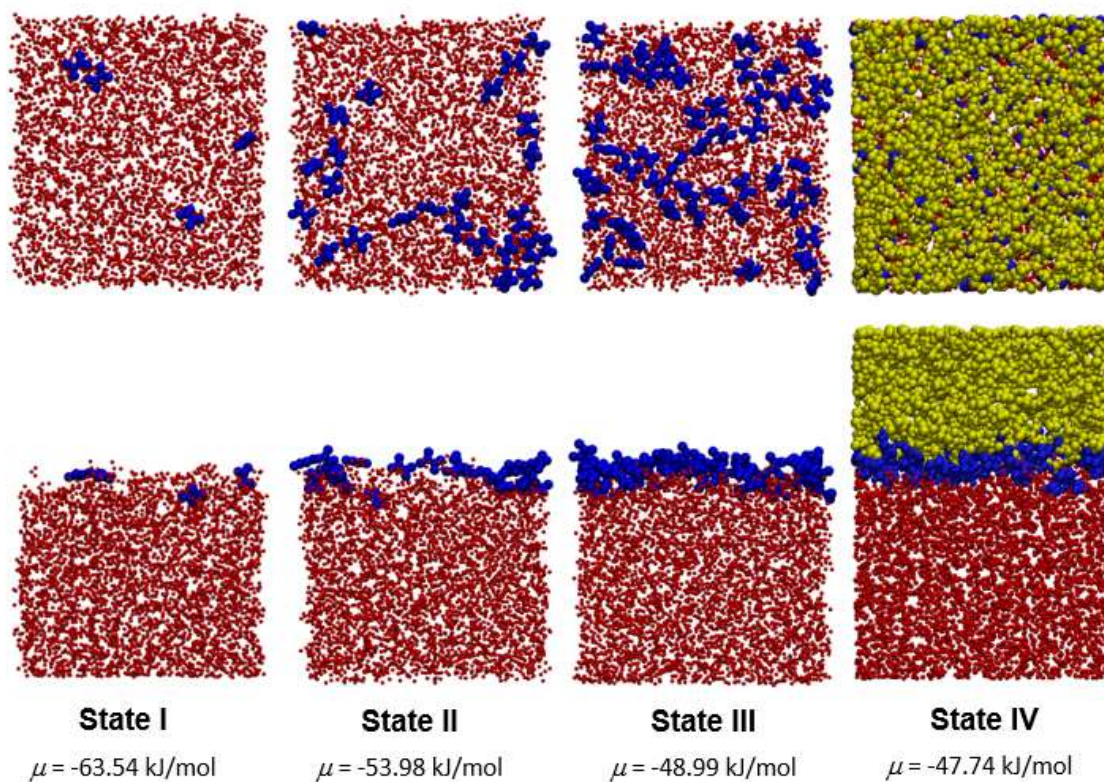 State I
State II
State III
State IV
μ = -63.54 kJ/mol
μ = -53.98 kJ/mol
μ = -48.99 kJ/mol
μ = -47.74 kJ/mol